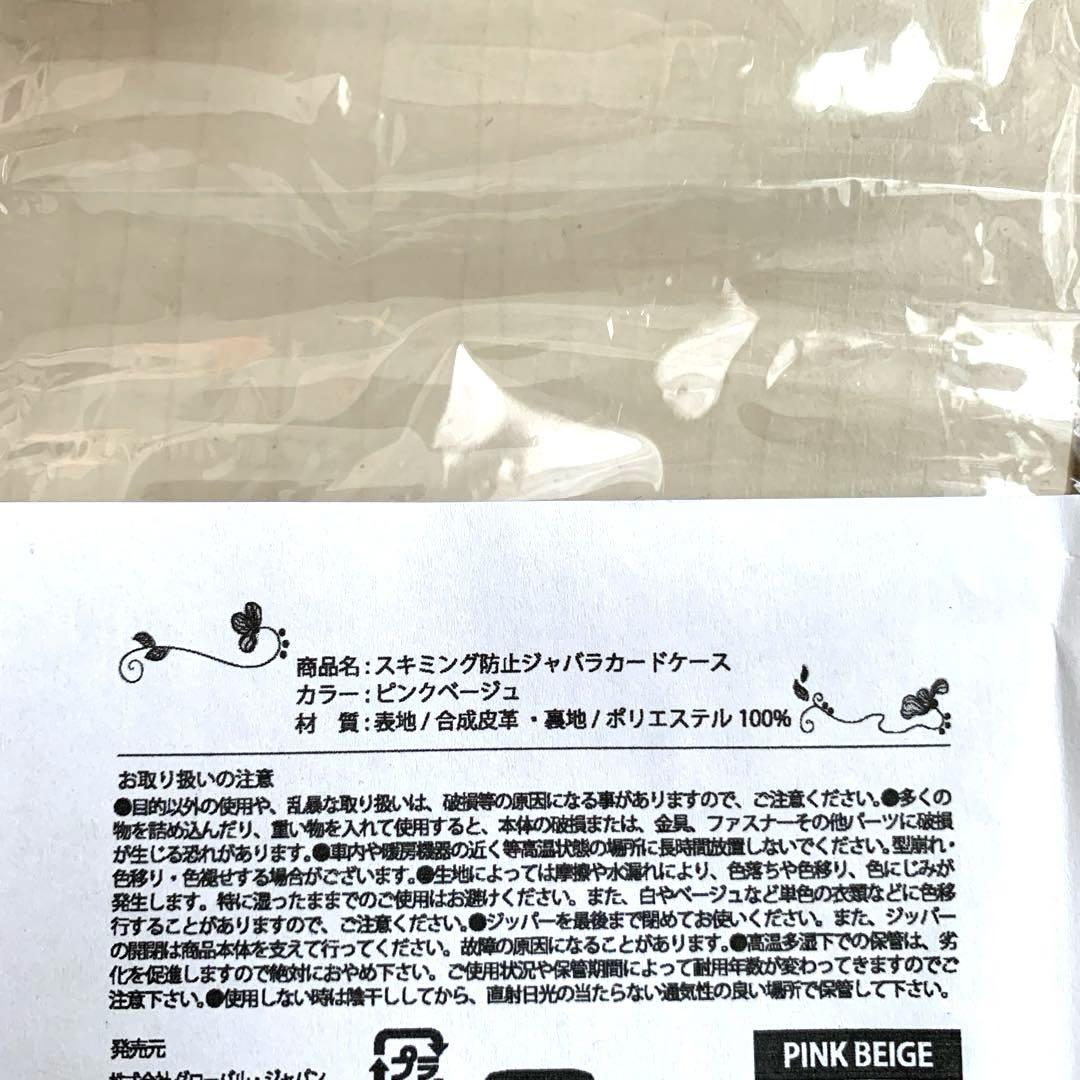 商品名：スキミング防止ジャバラカードケース
カラー：ピンクベージュ
材　質：表地 / 合成皮革 ・裏地 / ポリエステル 100%
お取り扱いの注意
●目的以外の使用や、乱暴な取り扱いは、破損等の原因になる事がありますので、ご注意ください。●多くの
物を詰め込んだり、重い物を入れて使用すると、本体の破損または、金具、ファスナーその他パーツに破損
が生じる恐れがあります。●車内や暖房機器の近く等高温状態の場所に長時間放置しないでください。型崩れ・
色移り・色褪せする場合がございます。●生地によっては摩擦や水漏れにより、色落ちや色移り、色にじみが
発生します。特に湿ったままでのご使用はお避けください。また、白やベージュなど単色の衣類などに色移
行することがありますので、ご注意ください。●ジッパーを最後まで閉めてお使いください。また、ジッパー
の開閉は商品本体を支えて行ってください。故障の原因になることがあります。●高温多湿下での保管は、劣
化を促進しますので絶対におやめ下さい。ご使用状況や保管期間によって耐用年数が変わってきますのでご
注意下さい。●使用しない時は陰干ししてから、直射日光の当たらない通気性の良い場所で保管して下さい。
発売元
株式会社グローバル・ジャパン
プラ
PINK BEIGE